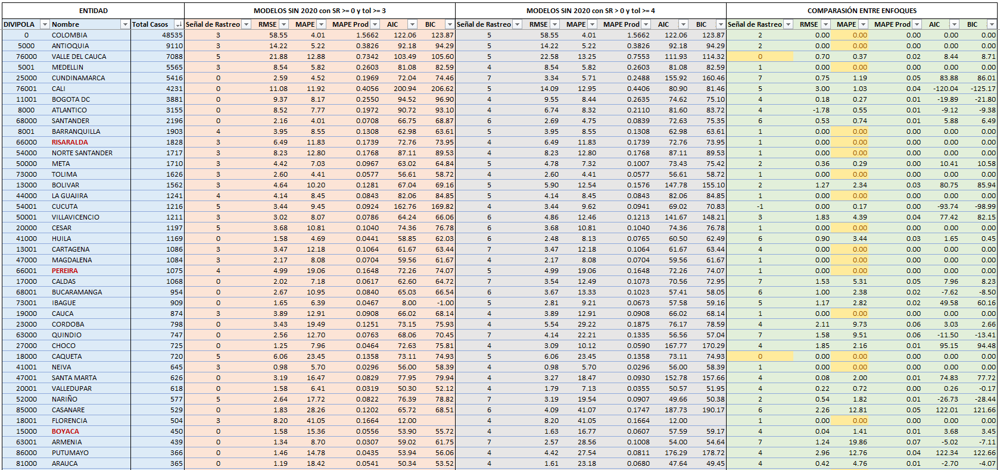 ENTIDAD MODELOS SIN 2020 con SR >= 0 y tol >= 3 MODELOS SIN 2020 con SR > 0 y tol >= 4 COMPARASIÓN ENTRE ENFOQUES
DIVIPOLA Nombre Total Casos Señal de Rastreo RMSE MAPE MAPE Prod AIC BIC Señal de Rastreo RMSE MAPE MAPE Prod AIC BIC Señal de Rastreo RMSE MAPE MAPE Prod AIC BIC
0 COLOMBIA 48535 3 58.55 4.01 1.5662 122.06 123.87 5 58.55 4.01 1.5662 122.06 123.87 2 0.00 0.00 0.00 0.00 0.00
5000 ANTIOQUIA 9110 3 14.22 5.22 0.3826 92.18 94.29 5 14.22 5.22 0.3826 92.18 94.29 2 0.00 0.00 0.00 0.00 0.00
76000 VALLE DEL CAUCA 7088 5 21.88 12.88 0.7342 103.49 105.60 5 22.58 13.25 0.7553 111.93 114.32 0 0.70 0.37 0.02 8.44 8.71
5001 MEDELLIN 5565 3 8.54 5.82 0.2603 81.08 82.59 4 8.54 5.82 0.2603 81.08 82.59 1 0.00 0.00 0.00 0.00 0.00
25000 CUNDINAMARCA 5416 0 2.59 4.52 0.1969 72.04 74.46 7 3.34 5.71 0.2488 155.92 160.46 7 0.75 1.19 0.05 83.88 86.01
76001 CALI 4231 0 11.08 11.92 0.4056 200.94 206.62 5 14.09 12.95 0.4406 80.90 81.46 5 3.00 1.03 0.04 -120.04 -125.17
11001 BOGOTA DC 3881 0 9.37 8.17 0.2550 94.52 96.90 4 9.55 8.44 0.2635 74.62 75.10 4 0.18 0.27 0.01 -19.89 -21.80
8000 ATLANTICO 3155 0 8.52 7.77 0.1972 90.72 93.10 4 6.74 8.32 0.2110 81.60 83.72 4 -1.78 0.55 0.01 -9.12 -9.38
68000 SANTANDER 2196 0 2.16 4.01 0.0708 66.75 68.87 6 2.69 4.75 0.0839 72.63 75.35 6 0.53 0.74 0.01 5.88 6.49
8001 BARRANQUILLA 1903 4 3.95 8.55 0.1308 62.98 63.61 5 3.95 8.55 0.1308 62.98 63.61 1 0.00 0.00 0.00 0.00 0.00
66000 RISARALDA 1828 3 6.49 11.83 0.1739 72.76 73.95 4 6.49 11.83 0.1739 72.76 73.95 1 0.00 0.00 0.00 0.00 0.00
54000 NORTE SANTANDER 1717 3 8.23 12.80 0.1768 87.11 89.53 4 8.23 12.80 0.1768 87.11 89.53 1 0.00 0.00 0.00 0.00 0.00
50000 META 1710 3 4.42 7.03 0.0967 63.02 64.84 5 4.78 7.32 0.1007 73.43 75.42 2 0.36 0.29 0.00 10.41 10.58
73000 TOLIMA 1626 3 2.60 4.41 0.0577 56.61 58.72 4 2.60 4.41 0.0577 56.61 58.72 1 0.00 0.00 0.00 0.00 0.00
13000 BOLIVAR 1562 3 4.64 10.20 0.1281 67.04 69.16 5 5.90 12.54 0.1576 147.78 155.10 2 1.27 2.34 0.03 80.75 85.94
44000 LA GUAJIRA 1241 4 4.14 8.45 0.0843 82.06 84.85 5 4.14 8.45 0.0843 82.06 84.85 1 0.00 0.00 0.00 0.00 0.00
54001 CUCUTA 1216 5 3.44 9.45 0.0924 162.76 169.82 4 3.44 9.62 0.0941 69.02 70.83 -1 0.00 0.17 0.00 -93.74 -98.99
50001 VILLAVICENCIO 1211 3 3.02 8.07 0.0786 64.24 66.06 6 4.86 12.46 0.1213 141.67 148.21 3 1.83 4.39 0.04 77.42 82.15
20000 CESAR 1197 5 3.68 10.81 0.1040 74.36 76.78 6 3.68 10.81 0.1040 74.36 76.78 1 0.00 0.00 0.00 0.00 0.00
41000 HUILA 1169 0 1.58 4.69 0.0441 58.85 62.03 6 2.48 8.13 0.0765 60.50 62.49 6 0.90 3.44 0.03 1.65 0.45
13001 CARTAGENA 1086 3 3.47 12.18 0.1064 61.67 63.44 7 3.47 12.18 0.1064 61.67 63.44 4 0.00 0.00 0.00 0.00 0.00
47000 MAGDALENA 1084 3 2.17 8.08 0.0704 59.56 61.67 4 2.17 8.08 0.0704 59.56 61.67 1 0.00 0.00 0.00 0.00 0.00
66001 PEREIRA 1075 4 4.99 19.06 0.1648 72.26 74.07 5 4.99 19.06 0.1648 72.26 74.07 1 0.00 0.00 0.00 0.00 0.00
17000 CALDAS 1068 0 2.02 7.18 0.0617 62.60 64.72 7 3.54 12.49 0.1073 70.56 72.95 7 1.53 5.31 0.05 7.96 8.23
68001 BUCARAMANGA 954 0 2.67 10.95 0.0840 65.03 66.54 6 3.67 13.33 0.1023 57.41 58.05 6 1.00 2.38 0.02 -7.62 -8.50
73001 IBAGUE 909 0 1.65 6.39 0.0467 8.00 -1.00 5 2.81 9.21 0.0673 57.58 59.16 5 1.17 2.82 0.02 49.58 60.16
19000 CAUCA 874 3 3.89 12.91 0.0908 66.02 68.14 4 3.89 12.91 0.0908 66.02 68.14 1 0.00 0.00 0.00 0.00 0.00
23000 CORDOBA 798 0 3.43 19.49 0.1251 73.15 75.93 4 5.54 29.22 0.1875 76.17 78.59 4 2.11 9.73 0.06 3.03 2.66
63000 QUINDIO 747 0 2.56 12.70 0.0763 68.06 70.45 7 4.14 22.21 0.1335 56.56 57.04 7 1.58 9.51 0.06 -11.50 -13.41
27000 CHOCO 725 0 1.25 7.96 0.0464 72.63 75.81 4 3.09 10.12 0.0590 167.77 170.29 4 1.85 2.16 0.01 95.15 94.48
18000 CAQUETA 720 5 6.06 23.45 0.1358 73.11 74.93 5 6.06 23.45 0.1358 73.11 74.93 0 0.00 0.00 0.00 0.00 0.00
41001 NEIVA 645 3 0.98 5.70 0.0296 56.00 58.39 4 0.98 5.70 0.0296 56.00 58.39 1 0.00 0.00 0.00 0.00 0.00
47001 SANTA MARTA 626 0 3.19 16.47 0.0829 77.95 79.94 4 3.27 18.47 0.0930 152.78 157.66 4 0.08 2.00 0.01 74.83 77.72
20001 VALLEDUPAR 618 0 1.58 6.41 0.0319 50.30 52.12 4 1.79 7.13 0.0355 50.57 51.95 4 0.22 0.72 0.00 0.26 -0.17
52000 NARIÑO 577 5 2.64 17.72 0.0822 76.39 78.82 7 3.19 19.54 0.0907 49.66 50.38 2 0.54 1.82 0.01 -26.73 -28.44
85000 CASANARE 529 0 1.83 28.26 0.1202 65.72 68.51 6 4.09 41.07 0.1747 187.73 190.17 6 2.26 12.81 0.05 122.01 121.66
18001 FLORENCIA 504 3 8.20 41.05 0.1664 12.00 4 8.20 41.05 0.1664 12.00 1 0.00 0.00 0.00 0.00 0.00
15000 BOYACA 450 0 1.58 15.36 0.0556 53.90 55.72 4 1.63 16.77 0.0607 57.59 59.17 4 0.04 1.41 0.01 3.68 3.45
63001 ARMENIA 439 0 1.34 8.70 0.0307 59.02 61.75 7 2.57 28.56 0.1008 54.00 54.64 7 1.24 19.86 0.07 -5.02 -7.11
86000 PUTUMAYO 366 0 1.46 14.78 0.0435 53.94 56.06 4 4.42 27.54 0.0811 176.29 178.72 4 2.96 12.76 0.04 122.34 122.66
81000 ARAUCA 365 0 1.19 18.42 0.0541 50.34 53.52 4 1.61 23.18 0.0680 47.64 49.45 4 0.42 4.76 0.01 -2.70 -4.07